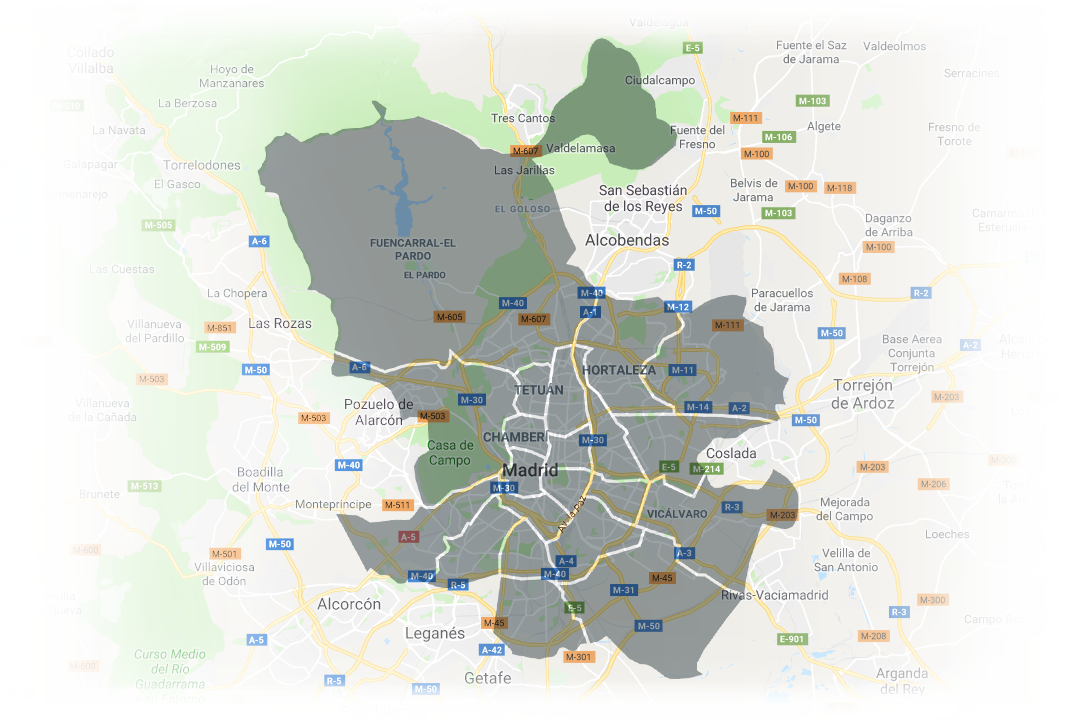 Valdelagua
Collado
Villalba
E-5
Fuente el Saz
de Jarama
Valdeolmos
Hoyo de
Manzanares
Serracines
Ciudalcampo
La Berzosa
M-103
Tres Cantos
M-111
La Navata
Fuente del
Fresno
Algete
Fresno de
Torote
M-106
M-607
Valdelamasa
M-100
Torrelodones
Las Jarillas
El Gasco
Belvis de
Jarama
M-100
M-118
San Sebastián
de los Reyes
M-50
M-103
EL GOLOSO
M-505
Daganzo
de Arriba
A-6
FUENCARRAL-EL
PARDO
Alcobendas
M-100
Las Cuestas
EL PARDO
R-2
M-108
La Chopera
M-40
M-40
Paracuellos
de Jarama
R-2
M-12
A-1
M-605
M-607
Las Rozas
M-851
M-111
Villanueva
del Pardillo
M-50
M-509
Base Aerea
Conjunta
Torrejón
A-2
A-6
M-50
HORTALEZA
M-11
M-503
TETUÁN
Torrejón
de Ardoz
M-203
M-30
Villanueva
de la Cañada
Pozuelo de
Alarcón
M-14
A-2
M-503
M-503
M-50
CHAMBERI
M-30
Casa de
Campo
Coslada
M-40
Madrid
E-5
M-214
M-203
Boadilla
del Monte
M-513
M-30
M-206
Brunete
Montepríncipe
M-511
R-3
VICÁLVARO
M-203
Mejorada
del Campo
Av. la Paz
A-5
Loeches
M-50
M-600
M-501
A-3
Velilla de
San Antonio
Villaviciosa
de Odón
A-4
M-40
M-40
R-5
M-45
M-31
Rivas-Vaciamadrid
M-300
Alcorcón
E-5
R-3
M-45
M-50
Leganés
A-5
E-901
M-208
A-42
M-301
Curso Medio
del Río
Guadarrama
M-600
Getafe
R-5
M-50
Arganda
del Rey